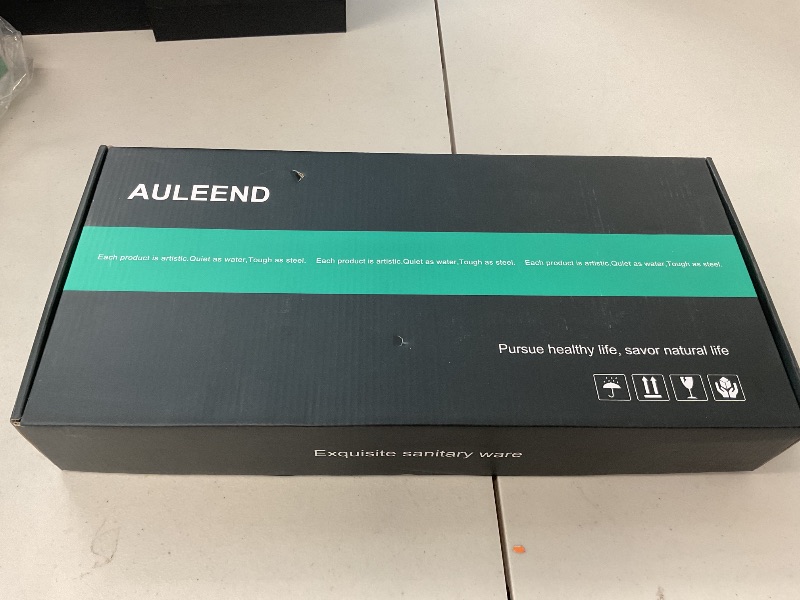 AULEEND
Each product is artistic.Quiet as water,Tough as steel. Each product is artistic.Quiet as water,Tough as steel. Each product is artistic.Quiet as water,Tough as steel.
Pursue healthy life, savor natural life
Exquisite sanitary ware